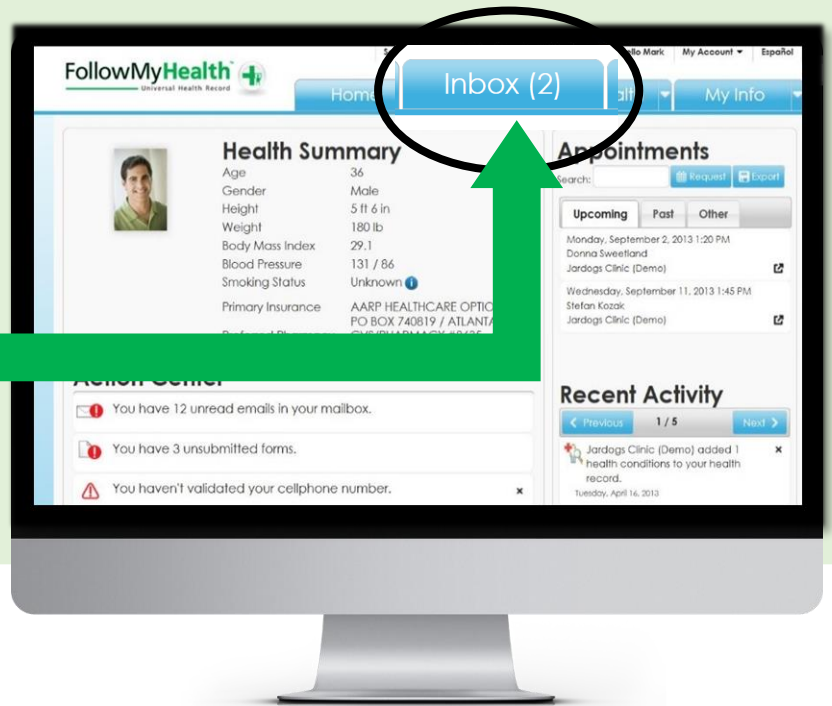 FollowMyHealth
Universal Health Record
Hello Mark My Account Español
Home Inbox (2) My Info
Health Summary
Age 36
Gender Male
Height 5 ft 6 in
Weight 180 lb
Body Mass Index 29.1
Blood Pressure 131 / 86
Smoking Status Unknown
Primary Insurance AARP HEALTHCARE OPTIO
PO BOX 740819 / ATLANTA
Action Center
You have 12 unread emails in your mailbox.
You have 3 unsubmitted forms.
You haven't validated your cellphone number. x
Appointments
Search: Request Export
Upcoming Past Other
Monday, September 2, 2013 1:20 PM
Donna Sweetland
Jardogs Clinic (Demo)
Wednesday, September 11, 2013 1:45 PM
Stefan Kozak
Jardogs Clinic (Demo)
Recent Activity
Previous 1 / 5 Next
Jardogs Clinic (Demo) added 1 x
health conditions to your health
record.
Tuesday, April 16, 2013